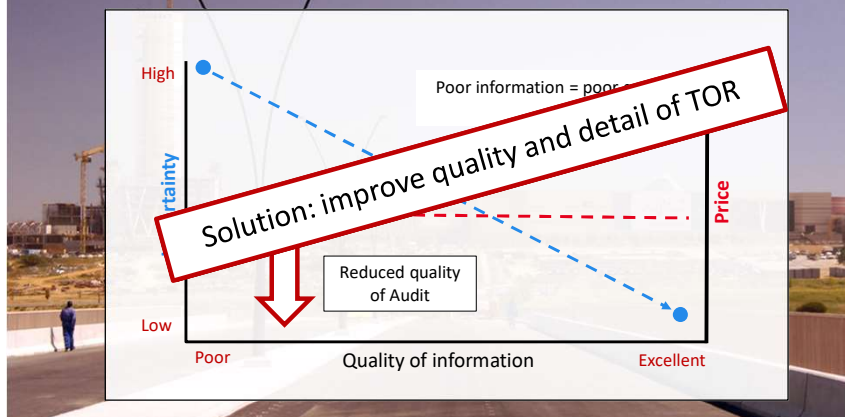 High
Poor information = poor
Solution: improve quality and detail of TOR
Price
Reduced quality
of Audit
Low
Poor
Quality of information
Excellent